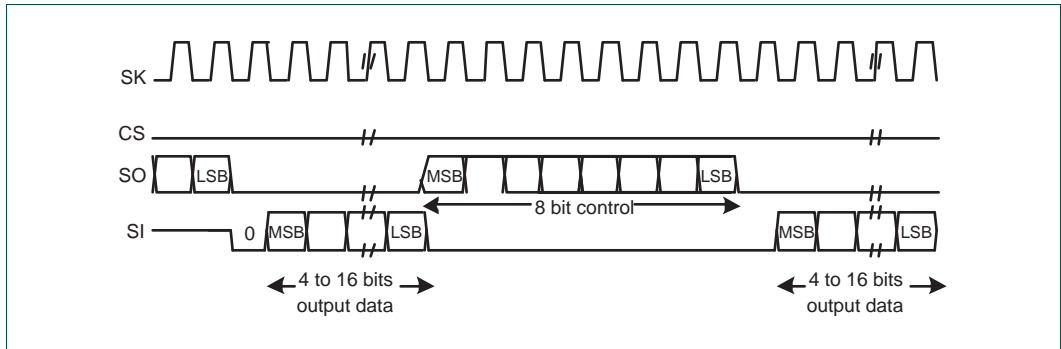 SK
CS
SO
LSB
MSB
LSB
8 bit control
SI
0
MSB
LSB
MSB
LSB
4 to 16 bits
output data
4 to 16 bits
output data